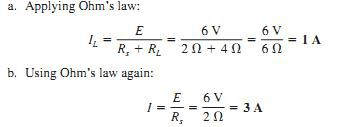 a. Applying Ohm's law:
I_L = E / (R_s + R_L) = 6 V / (2 Ω + 4 Ω) = 6 V / 6 Ω = 1 A
b. Using Ohm's law again:
I = E / R_s = 6 V / 2 Ω = 3 A